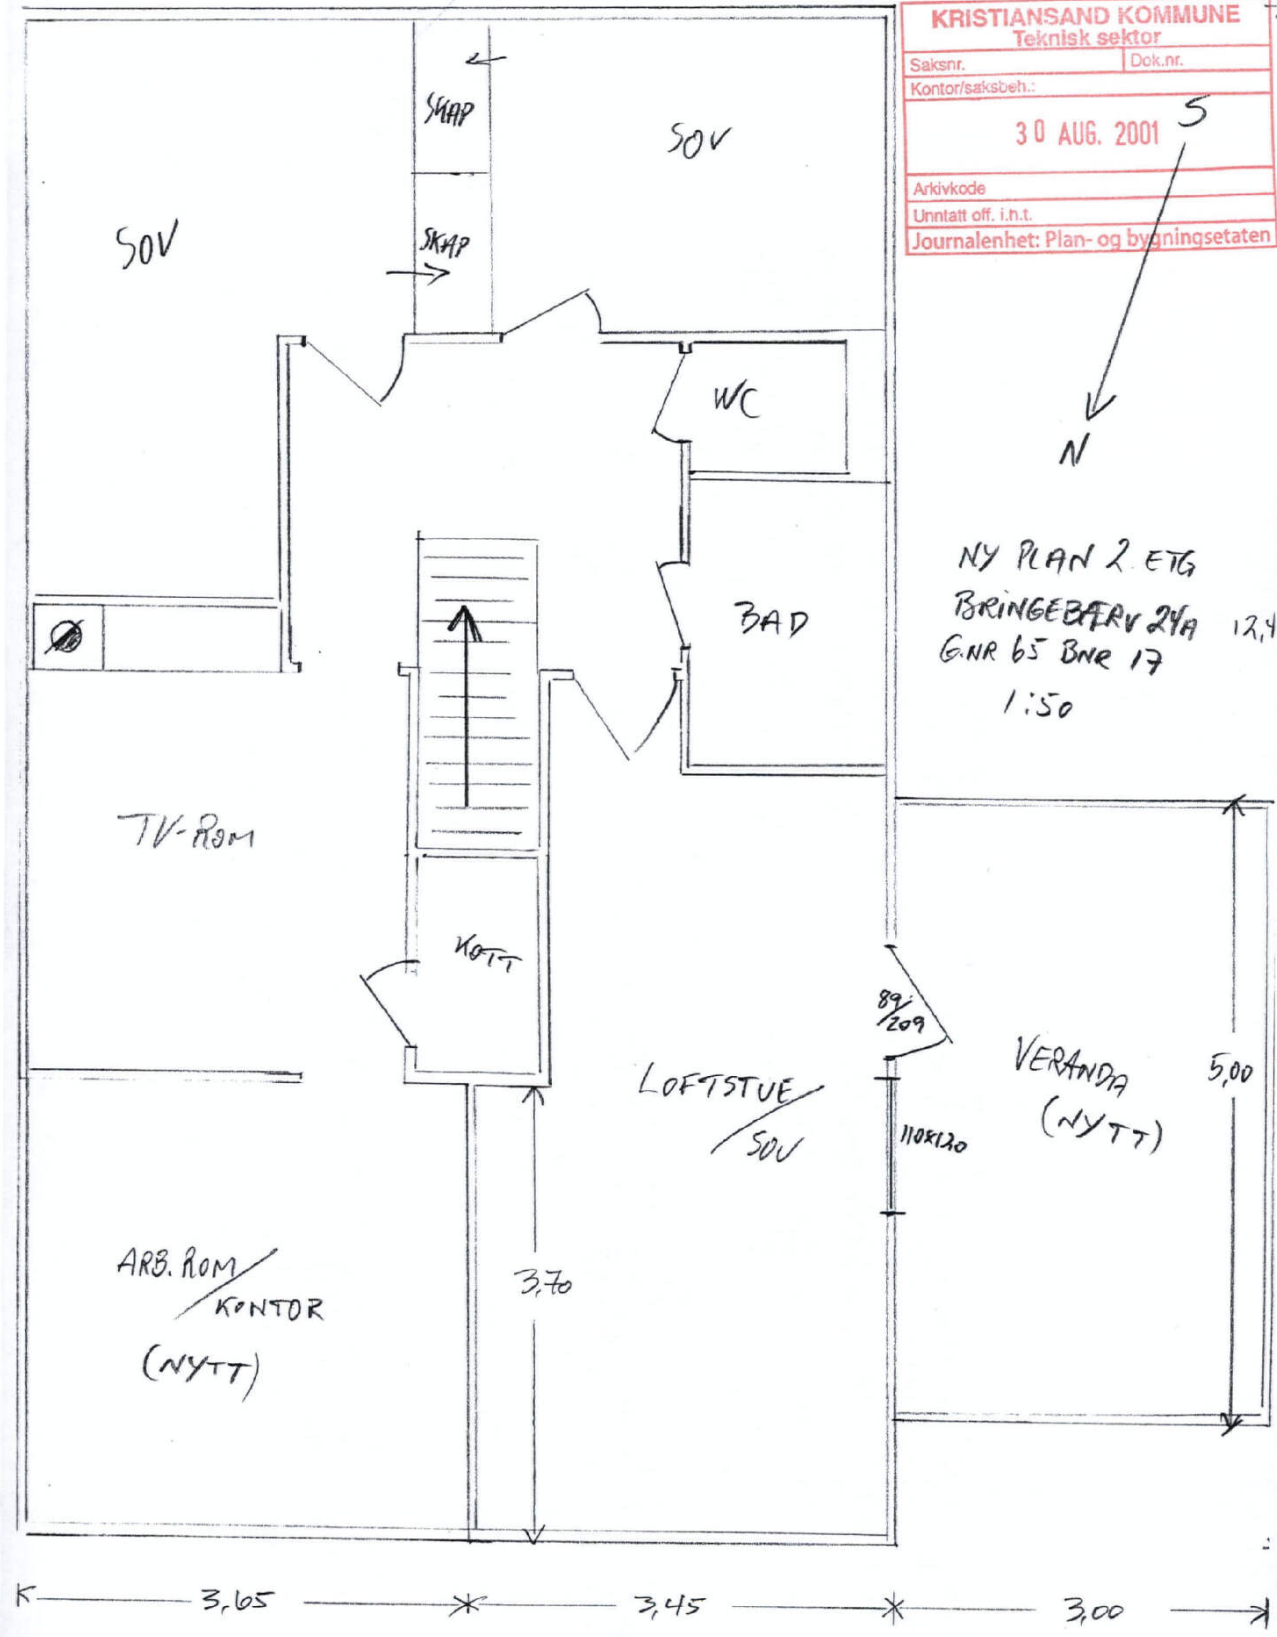 KRISTIANSAND KOMMUNE
Teknisk sektor
Saksnr. Dok.nr.
Kontor/saksbeh.:
30 AUG. 2001
Arkivkode
Unntatt off. i.h.t.
Journalenhet: Plan- og bygningsetaten
S
N
SKAP
SOV
SOV
SKAP
WC
NY PLAN 2. ETG
BRINGEBÆRV 24A 12,4
G.NR 65 BNR 17
1:50
BAD
TV-ROM
KOTT
89/209
VERANDA
(NYTT)
5,00
LOFTSTUE/
SOV
110x120
ARB. ROM/
KONTOR
(NYTT)
3,70
3,65 3,45 3,00